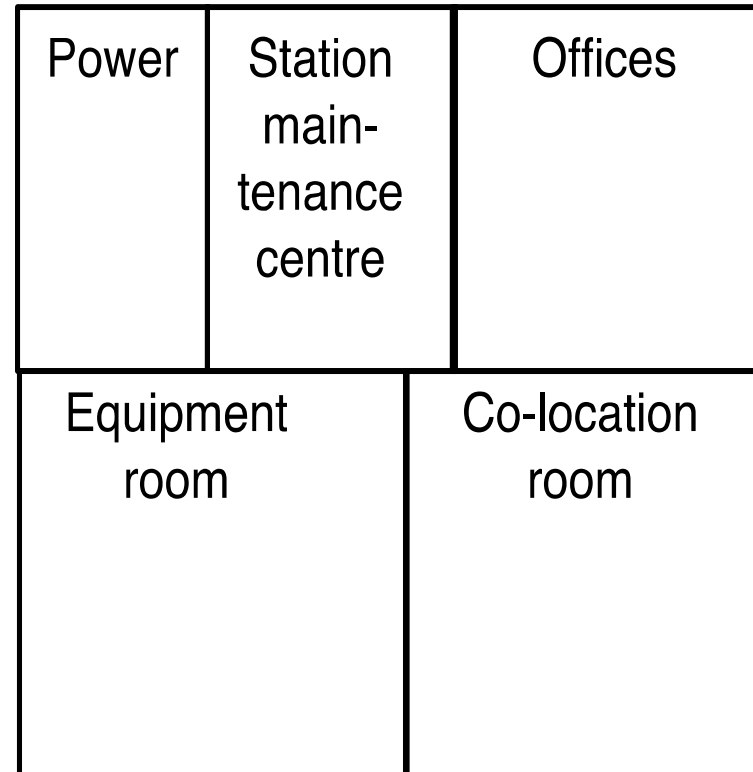 Power
Station
main-
tenance
centre
Offices
Equipment
room
Co-location
room